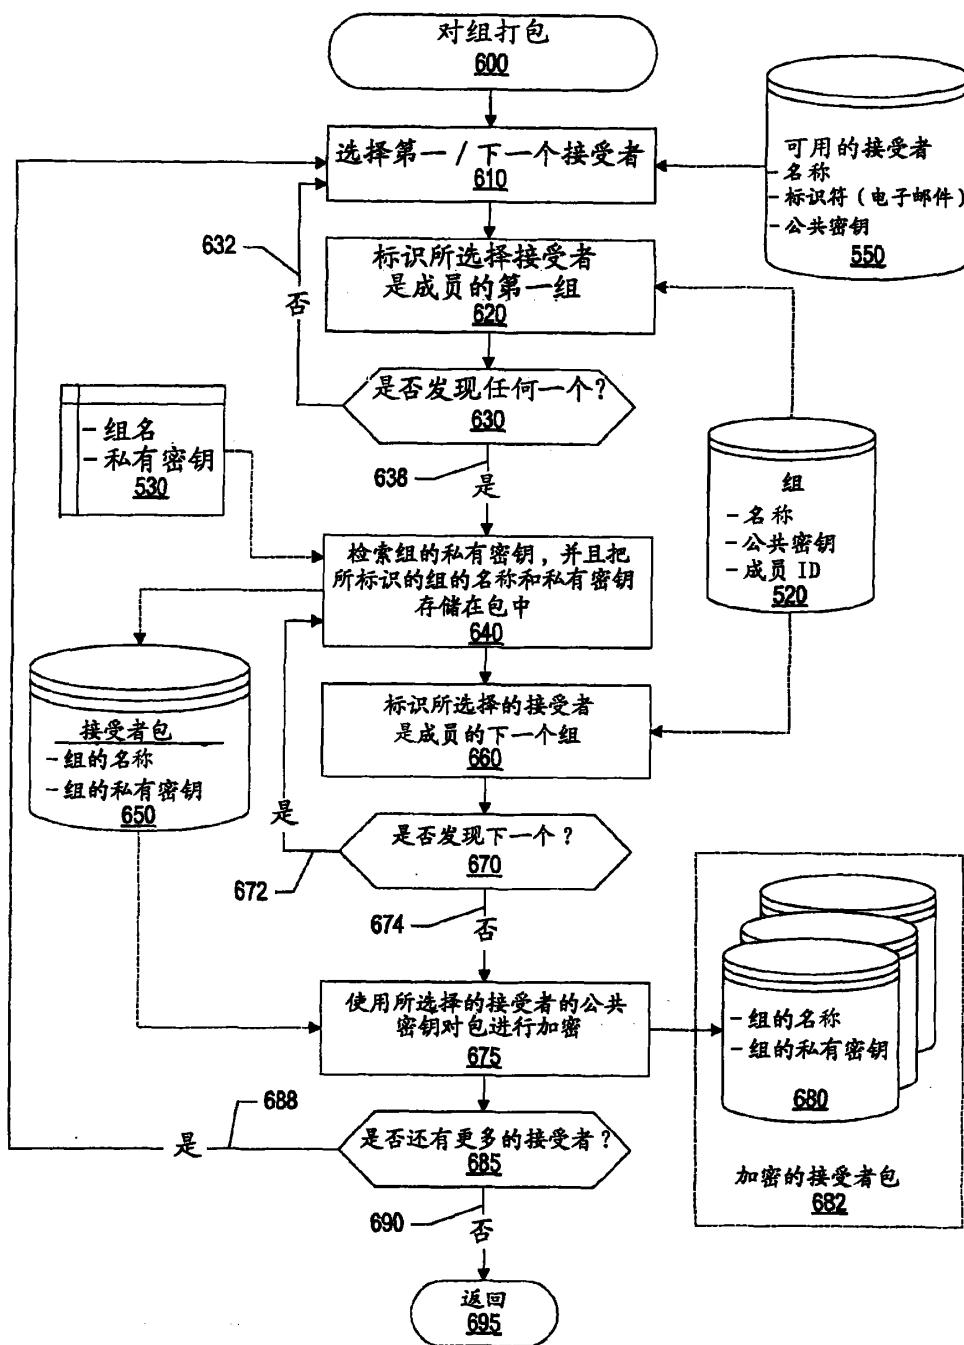 对组打包
600
选择第一/下一个接受者
610
可用的接受者
-名称
-标识符(电子邮件)
-公共密钥
550
632
否
标识所选择接受者
是成员的第一组
620
是否发现任何一个?
630
-组名
-私有密钥
530
638
是
组
-名称
-公共密钥
-成员ID
520
检索组的私有密钥,并且把
所标识的组的名称和私有密钥
存储在包中
640
接受者包
-组的名称
-组的私有密钥
650
标识所选择的接受者
是成员的下一个组
660
是
672
是否发现下一个?
670
674
否
使用所选择的接受者的公共
密钥对包进行加密
675
-组的名称
-组的私有密钥
680
加密的接受者包
682
688
是
是否还有更多的接受者?
685
690
否
返回
695